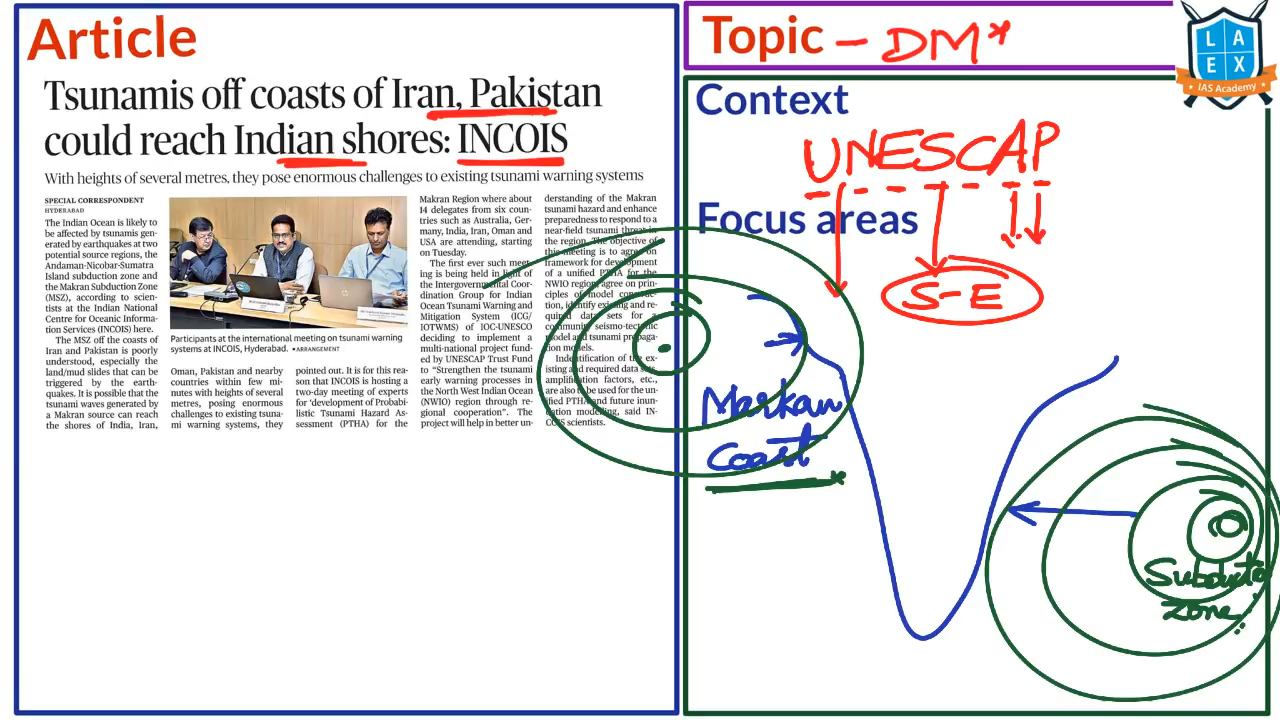 Article
Tsunamis off coasts of Iran, Pakistan
could reach Indian shores: INCOIS
With heights of several metres, they pose enormous challenges to existing tsunami warning systems
SPECIAL CORRESPONDENT
HYDERABAD
The Indian Ocean is likely to
be affected by tsunamis gen-
erated by earthquakes at two
potential source regions, the
Andaman-Nicobar-Sumatra
Island subduction zone and
the Makran Subduction Zone
(MSZ), according to scien-
tists at the Indian National
Centre for Oceanic Informa-
tion Services (INCOIS) here.
The MSZ off the coasts of
Iran and Pakistan is poorly
understood, especially the
land/mud slides that can be
triggered by the earth-
quakes. It is possible that the
tsunami waves generated by
a Makran source can reach
the shores of India, Iran,
Participants at the international meeting on tsunami warning
systems at INCOIS, Hyderabad. •ARRANGEMENT
Oman, Pakistan and nearby
countries within few mi-
nutes with heights of several
metres, posing enormous
challenges to existing tsuna-
mi warning systems, they
pointed out. It is for this rea-
son that INCOIS is hosting a
two-day meeting of experts
for 'development of Probabi-
listic Tsunami Hazard As-
sessment (PTHA) for the
Makran Region where about
14 delegates from six coun-
tries such as Australia, Ger-
many, India, Iran, Oman and
USA are attending, starting
on Tuesday.
The first ever such meet-
ing is being held in light of
the Intergovernmental Coor-
dination Group for Indian
Ocean Tsunami Warning and
Mitigation System (ICG/
IOTWMS) of IOC-UNESCO
deciding to implement a
multi-national project fund-
ed by UNESCAP Trust Fund
to "Strengthen the tsunami
early warning processes in
the North West Indian Ocean
(NWIO) region through re-
gional cooperation". The
project will help in better un-
derstanding of the Makran
tsunami hazard and enhance
preparedness to respond to a
near-field tsunami threat in
the region. The objective of
this meeting is to agree on
framework for development
of a unified PTHA for the
NWIO region, agree on prin-
ciples of model construc-
tion, identify existing and re-
quired data sets for a
community seismo-tectonic
model and tsunami propaga-
tion models.
Indentification of the ex-
isting and required data sets,
amplification factors, etc.,
are also to be used for the un-
ified PTHA and future inun-
dation modelling, said IN-
COIS scientists.
Topic - DM*
LAEX
IAS Academy
Context
UNESCAP
Focus areas
S-E
Markan
Coast
zone